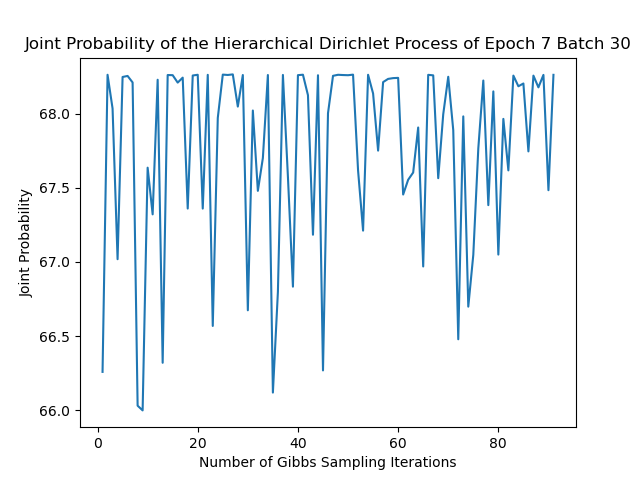 Joint Probability of the Hierarchical Dirichlet Process of Epoch 7 Batch 30
Joint Probability
68.0
67.5
67.0
66.5
66.0
0 20 40 60 80
Number of Gibbs Sampling Iterations